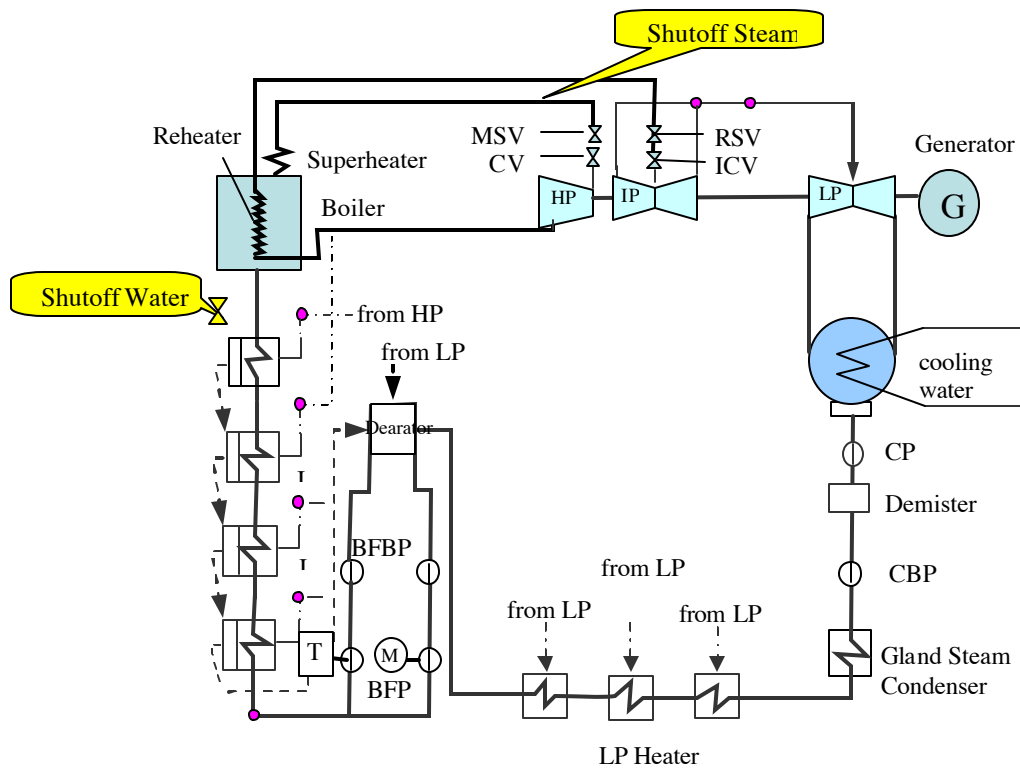 Shutoff Steam
Reheater
Superheater
Boiler
MSV
CV
RSV
ICV
Generator
HP
IP
LP
G
Shutoff Water
from HP
from LP
Dearator
cooling
water
CP
Demister
CBP
BFBP
from LP
from LP
from LP
T
M
BFP
Gland Steam
Condenser
LP Heater